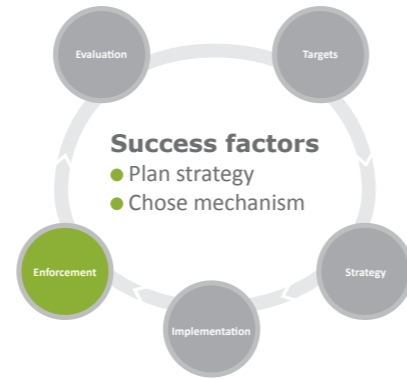 Evaluation
Targets
Success factors
Plan strategy
Chose mechanism
Enforcement
Strategy
Implementation